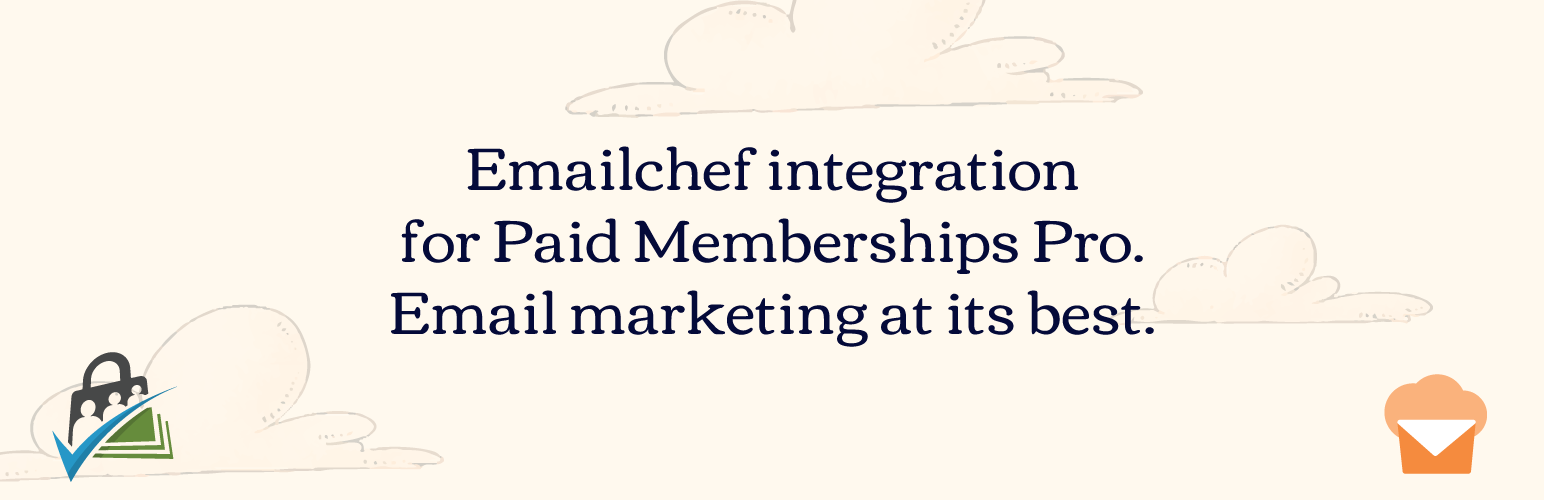 Emailchef integration
for Paid Memberships Pro.
Email marketing at its best.